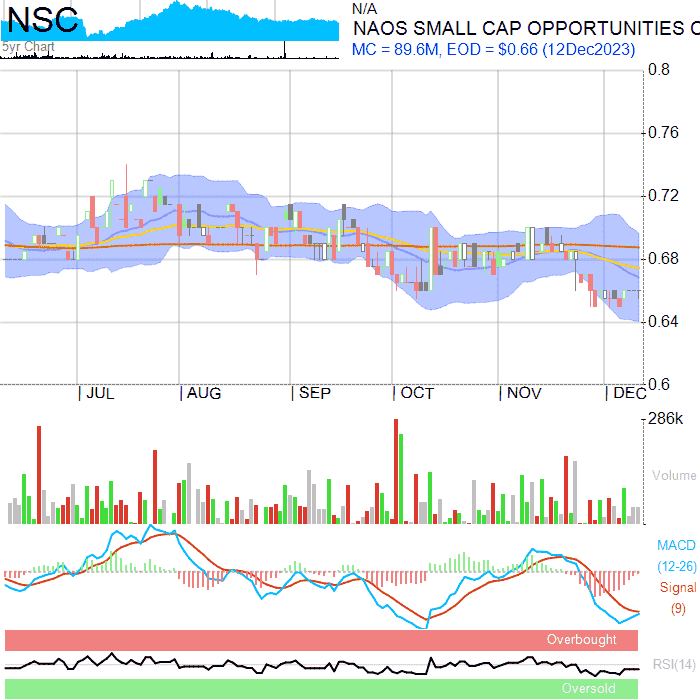 NSC
5yr Chart
N/A
NAOS SMALL CAP OPPORTUNITIES C
MC = 89.6M, EOD = $0.66 (12Dec2023)
0.8
0.76
0.72
0.68
0.64
0.6
JUL AUG SEP OCT NOV DEC
286k
Volume
MACD
(12-26)
Signal
(9)
Overbought
RSI(14)
Oversold